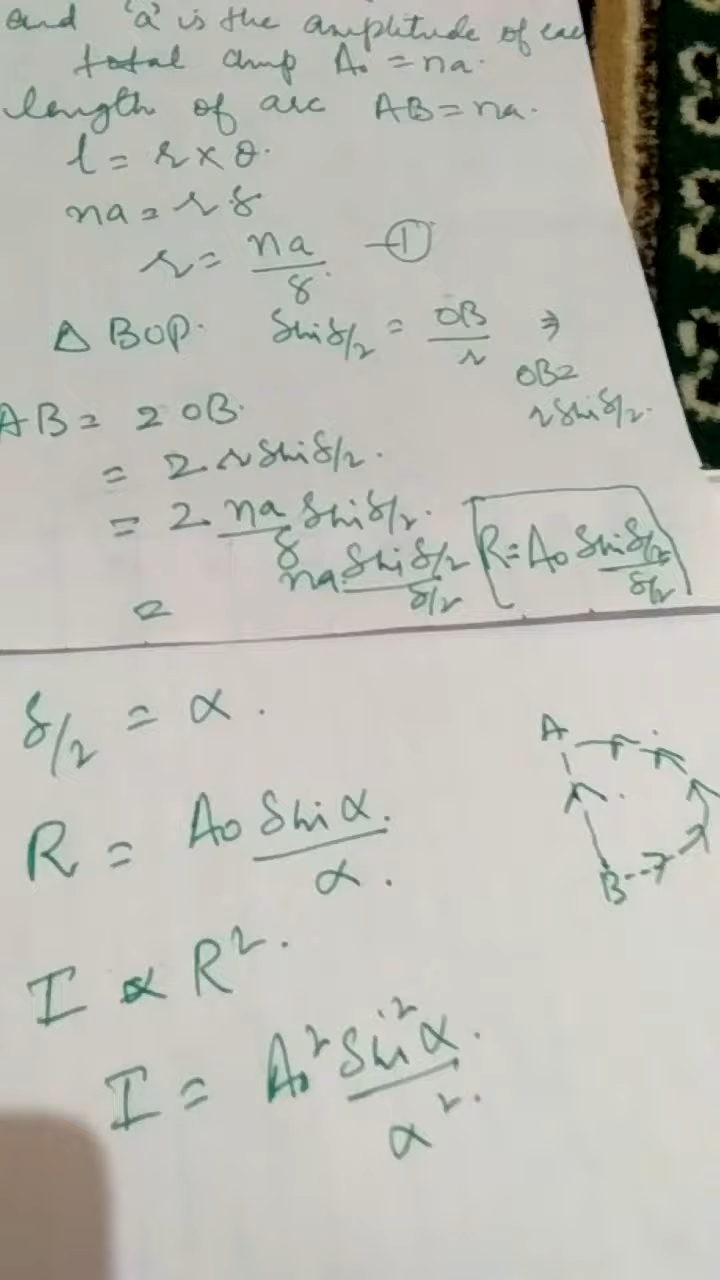 and 'a' is the amplitude of eac
total amp A₀ = na.
length of arc AB = na.
l = r × θ.
na = r δ
r = na/δ. —①
Δ BOP. Sin δ/2 = OB/r ⇒
OB =
r Sin δ/2.
AB = 2 OB.
= 2 r Sin δ/2.
= 2 na/δ Sin δ/2.
= na Sin δ/2 / δ/2
R = A₀ Sin δ/2 / δ/2
δ/2 = α.
R = A₀ Sin α. / α.
A
B
I ∝ R².
I = A₀² Sin² α. / α².